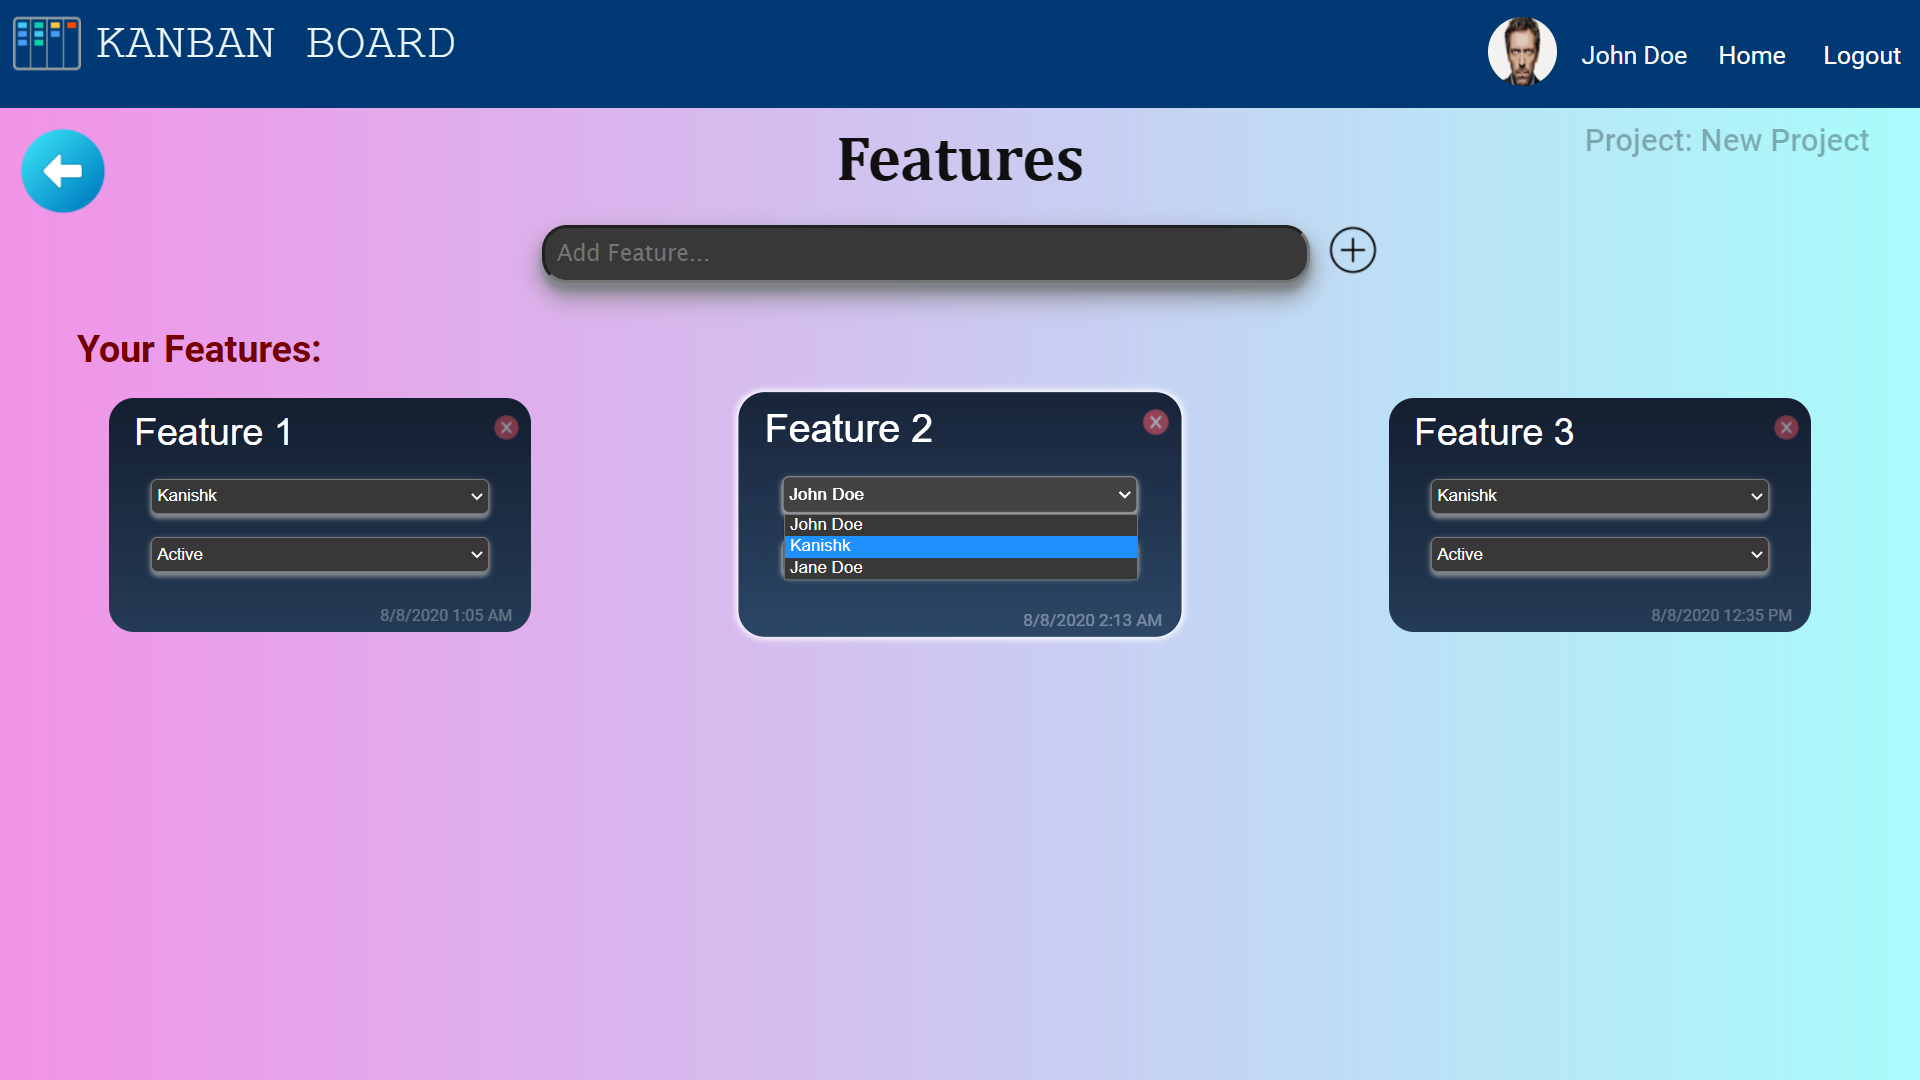 KANBAN BOARD
John Doe
Home
Logout
Features
Project: New Project
Add Feature...
Your Features:
Feature 1
Kanishk
Active
8/8/2020 1:05 AM
Feature 2
John Doe
John Doe
Kanishk
Jane Doe
8/8/2020 2:13 AM
Feature 3
Kanishk
Active
8/8/2020 12:35 PM